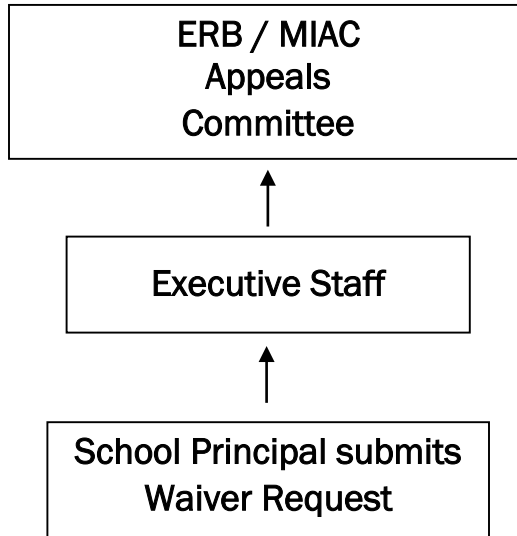 ERB / MIAC
Appeals
Committee
Executive Staff
School Principal submits
Waiver Request